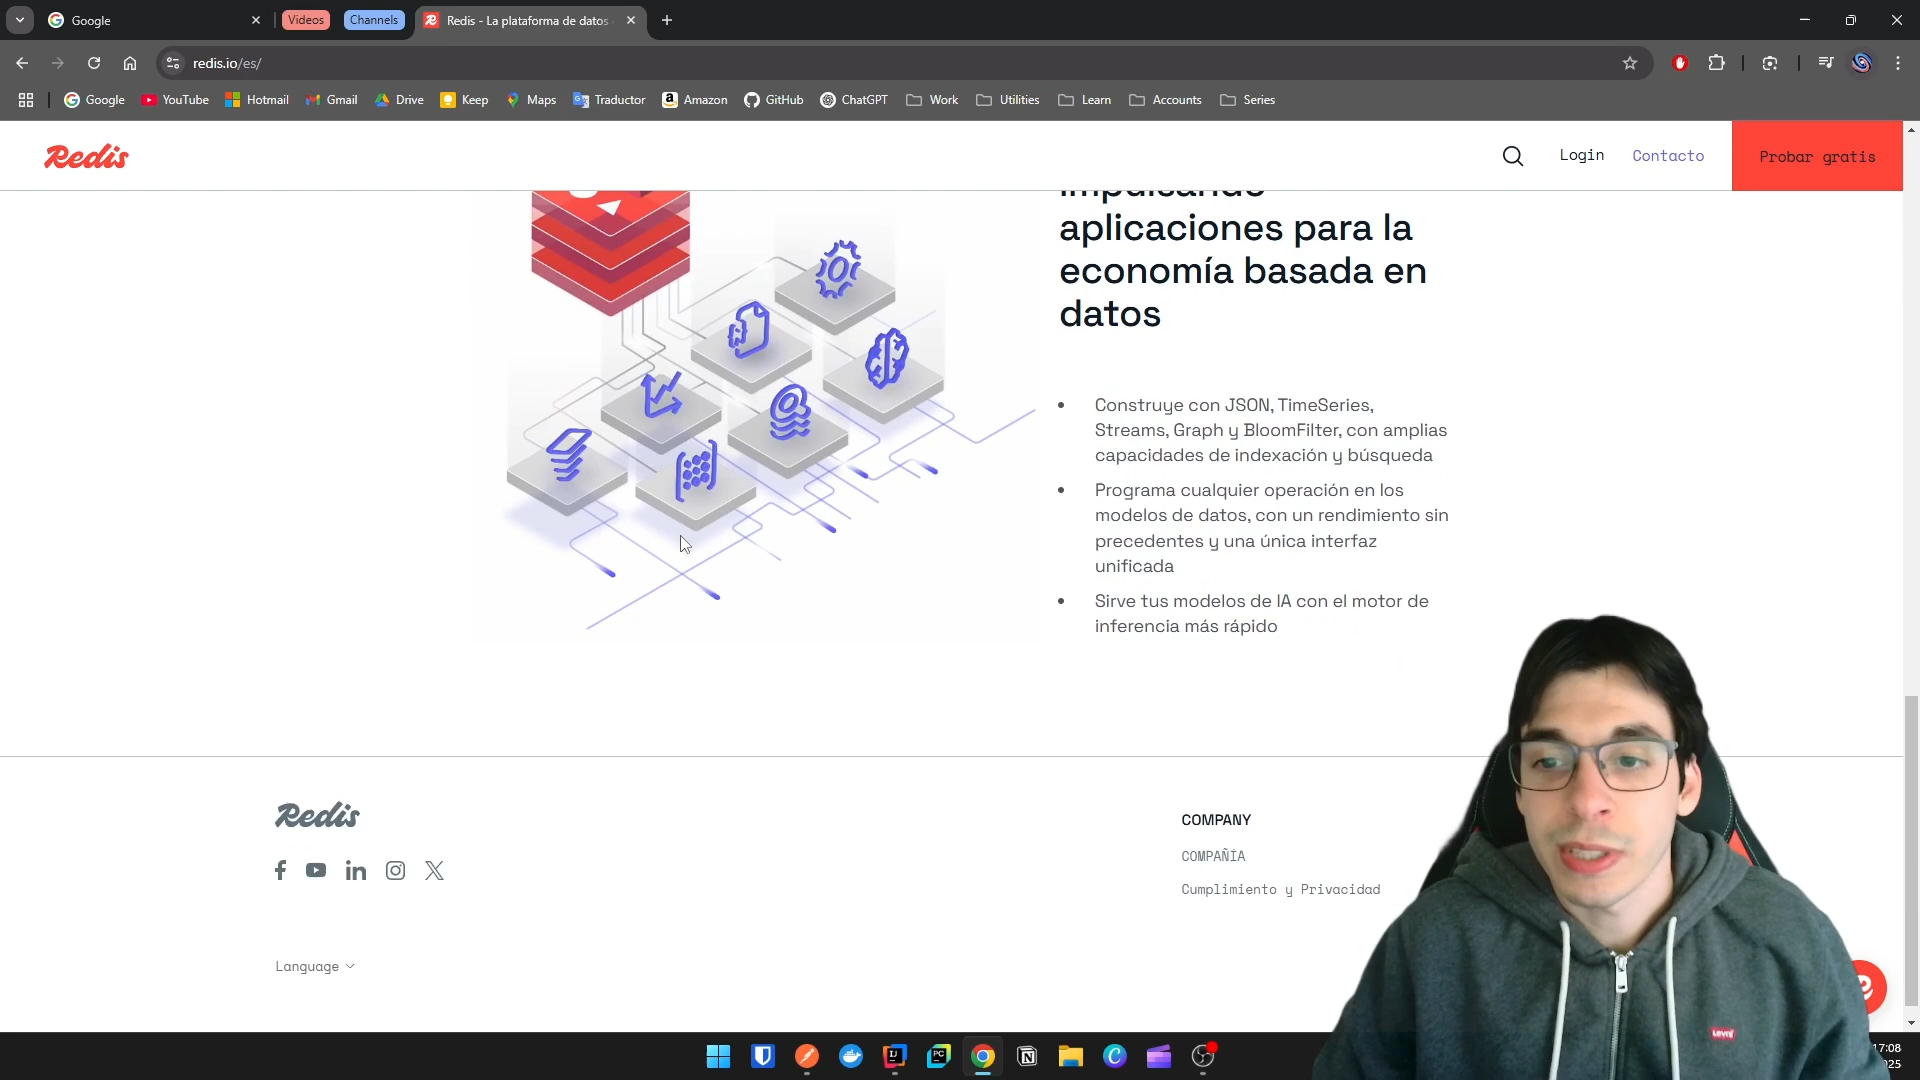 Google
Videos
Channels
Redis - La plataforma de datos
redis.io/es/
Google
YouTube
Hotmail
Gmail
Drive
Keep
Maps
Traductor
Amazon
GitHub
ChatGPT
Work
Utilities
Learn
Accounts
Series
Redis
Login
Contacto
Probar gratis
Impulsando
aplicaciones para la
economía basada en
datos
• Construye con JSON, TimeSeries,
Streams, Graph y BloomFilter, con amplias
capacidades de indexación y búsqueda
• Programa cualquier operación en los
modelos de datos, con un rendimiento sin
precedentes y una única interfaz
unificada
• Sirve tus modelos de IA con el motor de
inferencia más rápido
Redis
COMPANY
COMPAÑÍA
Cumplimiento y Privacidad
Language
Levi's
17:08